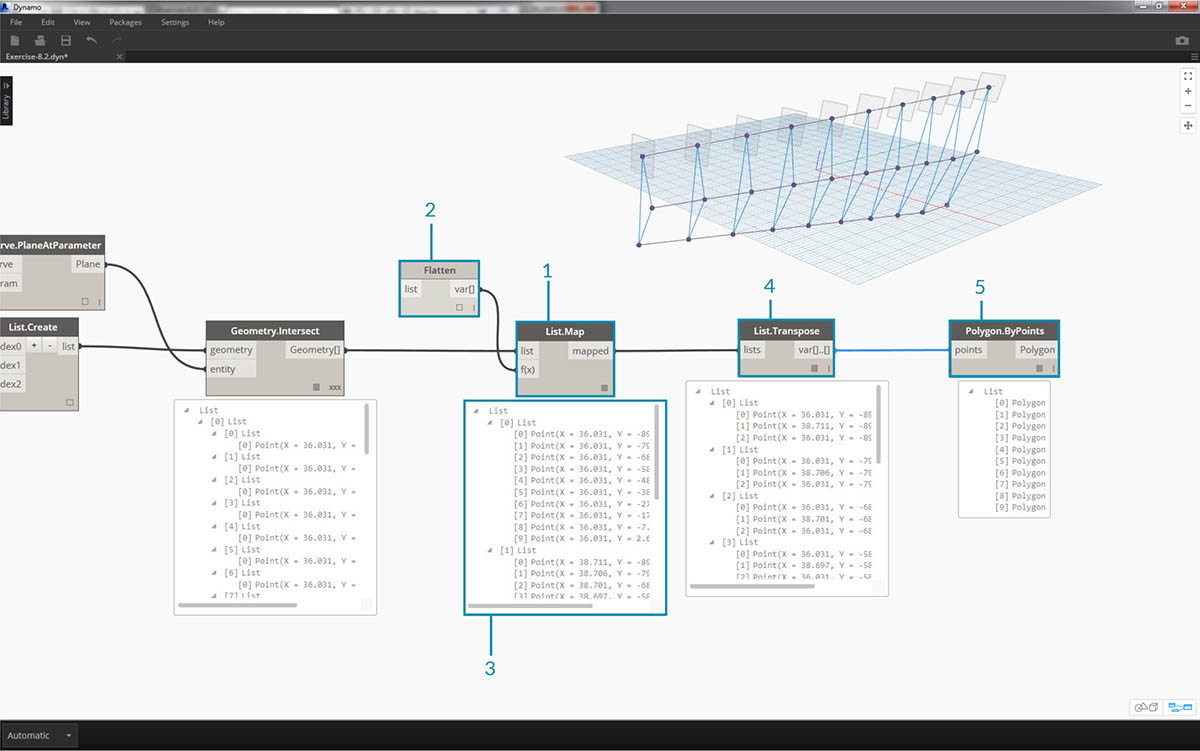 Dynamo
File Edit View Packages Settings Help
Exercise-8.2.dyn*
Library
2
1
4
5
3
rve.PlaneAtParameter
rve Plane
ram
List.Create
dex0 + - list
dex1
dex2
Geometry.Intersect
geometry Geometry[]
entity
xxx
List
[0] List
[0] List
[0] Point(X = 36.031, Y =
[1] List
[0] Point(X = 36.031, Y =
[2] List
[0] Point(X = 36.031, Y =
[3] List
[0] Point(X = 36.031, Y =
[4] List
[0] Point(X = 36.031, Y =
[5] List
[0] Point(X = 36.031, Y =
[6] List
[0] Point(X = 36.031, Y =
[7] List
Flatten
list var[]
List.Map
list mapped
f(x)
List
[0] List
[0] Point(X = 36.031, Y = -89
[1] Point(X = 36.031, Y = -79
[2] Point(X = 36.031, Y = -68
[3] Point(X = 36.031, Y = -58
[4] Point(X = 36.031, Y = -48
[5] Point(X = 36.031, Y = -38
[6] Point(X = 36.031, Y = -27
[7] Point(X = 36.031, Y = -17
[8] Point(X = 36.031, Y = -7.
[9] Point(X = 36.031, Y = 2.6
[1] List
[0] Point(X = 38.711, Y = -89
[1] Point(X = 38.706, Y = -79
[2] Point(X = 38.701, Y = -68
[3] Point(X = 38.697, Y = -58
List.Transpose
lists var[]..[]
List
[0] List
[0] Point(X = 36.031, Y = -89
[1] Point(X = 38.711, Y = -89
[2] Point(X = 36.031, Y = -89
[1] List
[0] Point(X = 36.031, Y = -79
[1] Point(X = 38.706, Y = -79
[2] Point(X = 36.031, Y = -79
[2] List
[0] Point(X = 36.031, Y = -68
[1] Point(X = 38.701, Y = -68
[2] Point(X = 36.031, Y = -68
[3] List
[0] Point(X = 36.031, Y = -58
[1] Point(X = 38.697, Y = -58
[2] Point(X = 36.031, Y = -58
Polygon.ByPoints
points Polygon
List
[0] Polygon
[1] Polygon
[2] Polygon
[3] Polygon
[4] Polygon
[5] Polygon
[6] Polygon
[7] Polygon
[8] Polygon
[9] Polygon
Automatic